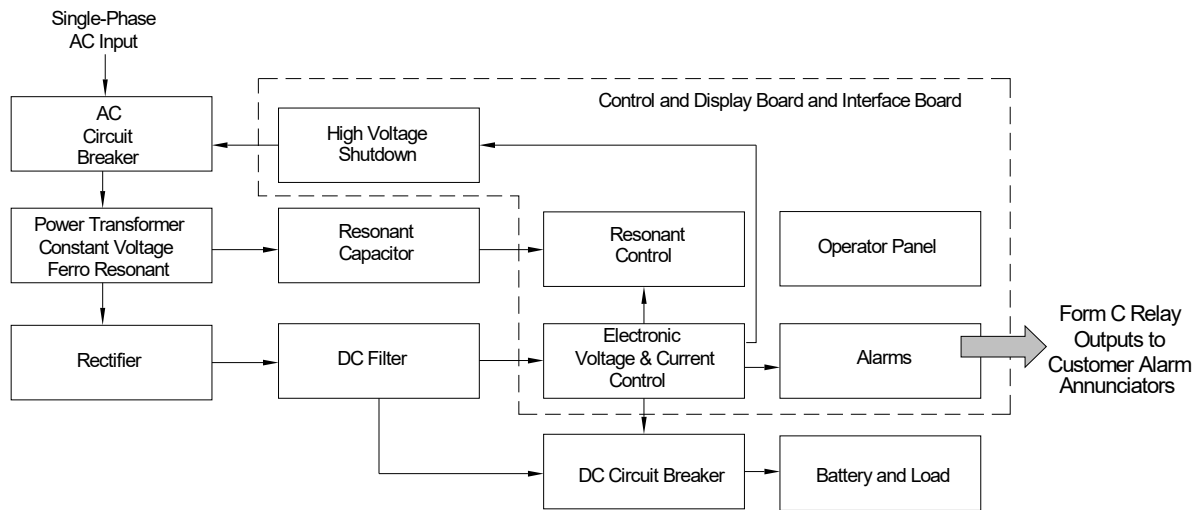 Single-Phase
AC Input
Control and Display Board and Interface Board
AC
Circuit
Breaker
High Voltage
Shutdown
Power Transformer
Constant Voltage
Ferro Resonant
Resonant
Capacitor
Resonant
Control
Operator Panel
Rectifier
DC Filter
Electronic
Voltage & Current
Control
Alarms
Form C Relay
Outputs to
Customer Alarm
Annunciators
DC Circuit Breaker
Battery and Load